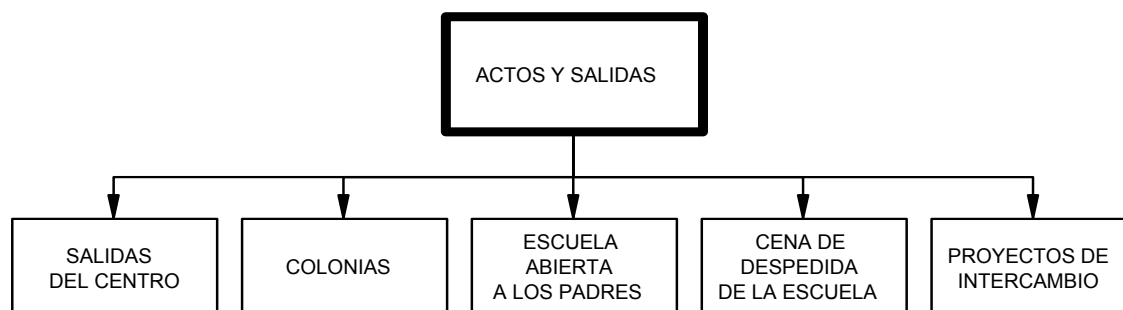 ACTOS Y SALIDAS
SALIDAS
DEL CENTRO
COLONIAS
ESCUELA
ABIERTA
A LOS PADRES
CENA DE
DESPEDIDA
DE LA ESCUELA
PROYECTOS DE
INTERCAMBIO